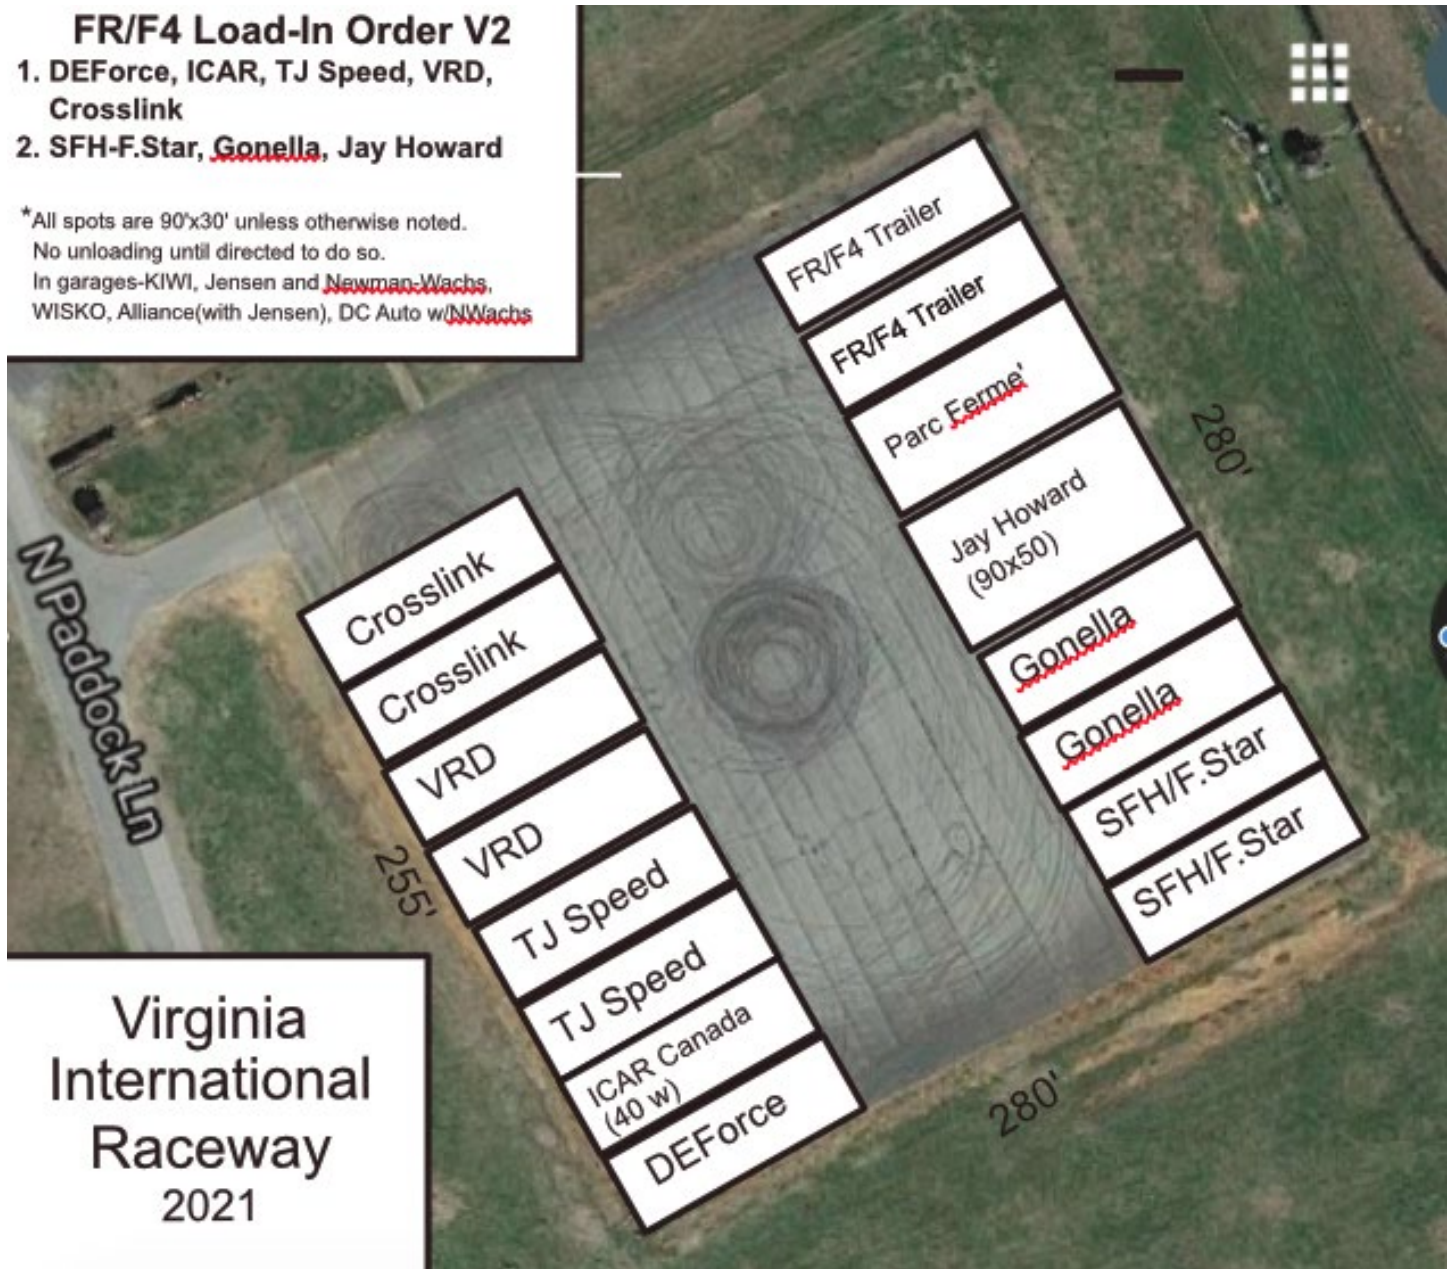 FR/F4 Load-In Order V2
1. DEForce, ICAR, TJ Speed, VRD,
Crosslink
2. SFH-F.Star, Gonella, Jay Howard
*All spots are 90'x30' unless otherwise noted.
No unloading until directed to do so.
In garages-KIWI, Jensen and Newman-Wachs,
WISKO, Alliance(with Jensen), DC Auto w/NWachs
FR/F4 Trailer
FR/F4 Trailer
Parc Ferme'
Jay Howard
(90x50)
Gonella
Gonella
SFH/F.Star
SFH/F.Star
280'
Crosslink
Crosslink
VRD
VRD
TJ Speed
TJ Speed
ICAR Canada
(40 w)
DEForce
255'
280'
N Paddock Ln
Virginia
International
Raceway
2021